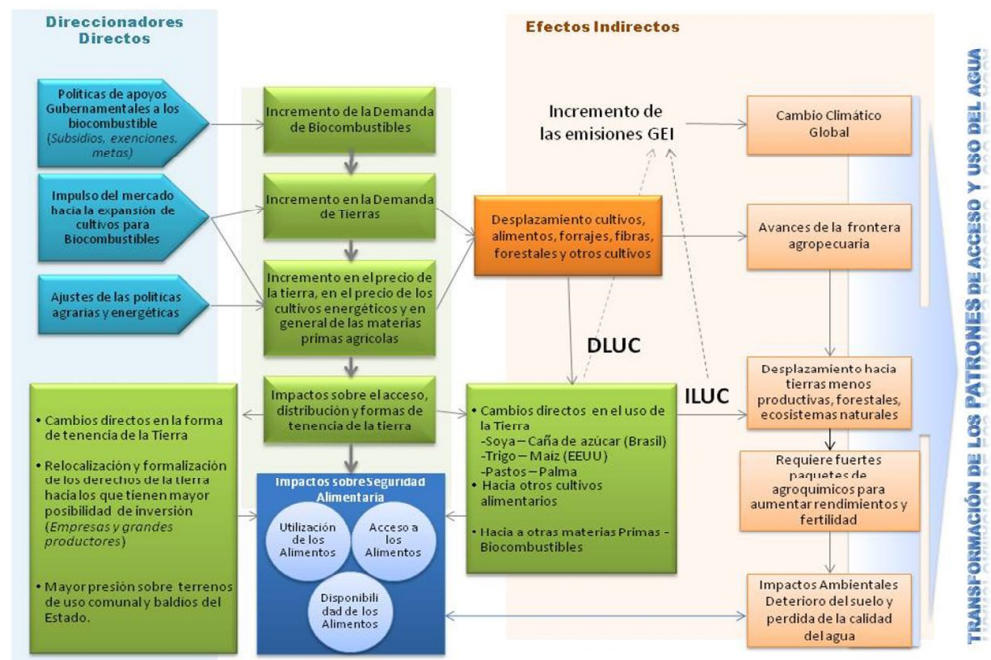 Direccionadores
Directos
Efectos Indirectos
Políticas de apoyos
Gubernamentales a los
biocombustible
(Subsidios, exenciones,
metas)
Impulso del mercado
hacia la expansión de
cultivos para
Biocombustibles
Ajustes de las políticas
agrarias y energéticas
Incremento de la Demanda
de Biocombustibles
Incremento en la Demanda
de Tierras
Incremento en el precio de
la tierra, en el precio de los
cultivos energéticos y en
general de las materias
primas agrícolas
Impactos sobre el acceso,
distribución y formas de
tenencia de la tierra
• Cambios directos en la forma
de tenencia de la Tierra
• Relocalización y formalización
de los derechos de la tierra
hacia los que tienen mayor
posibilidad de inversión
(Empresas y grandes
productores)
• Mayor presión sobre terrenos
de uso comunal y baldíos del
Estado.
Impactos sobre Seguridad
Alimentaria
Utilización
de los
Alimentos
Acceso a
los
Alimentos
Disponibili
dad de los
Alimentos
Desplazamiento cultivos,
alimentos, forrajes, fibras,
forestales y otros cultivos
Incremento de
las emisiones GEI
DLUC
ILUC
• Cambios directos en el uso de
la Tierra
-Soya – Caña de azúcar (Brasil)
-Trigo – Maiz (EEUU)
-Pastos – Palma
• Hacia otros cultivos
alimentarios
• Hacia a otras materias Primas -
Biocombustibles
Cambio Climático
Global
Avances de la frontera
agropecuaria
Desplazamiento hacia
tierras menos
productivas, forestales,
ecosistemas naturales
Requiere fuertes
paquetes de
agroquímicos para
aumentar rendimientos y
fertilidad
Impactos Ambientales
Deterioro del suelo y
perdida de la calidad
del agua
TRANSFORMACIÓN DE LOS PATRONES DE ACCESO Y USO DEL AGUA